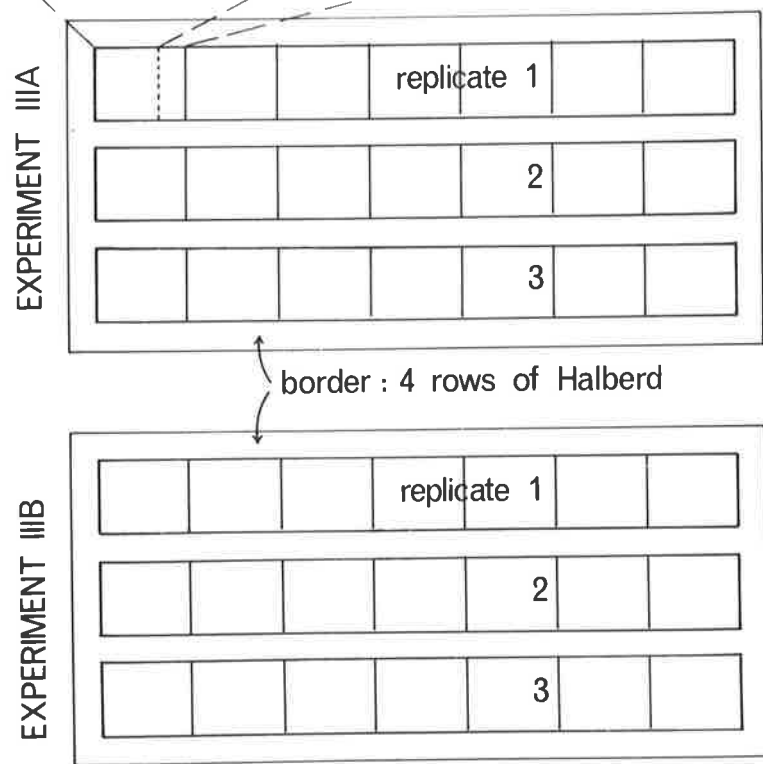 EXPERIMENT IIIA
replicate 1
2
3
border : 4 rows of Halberd
EXPERIMENT IIIB
replicate 1
2
3